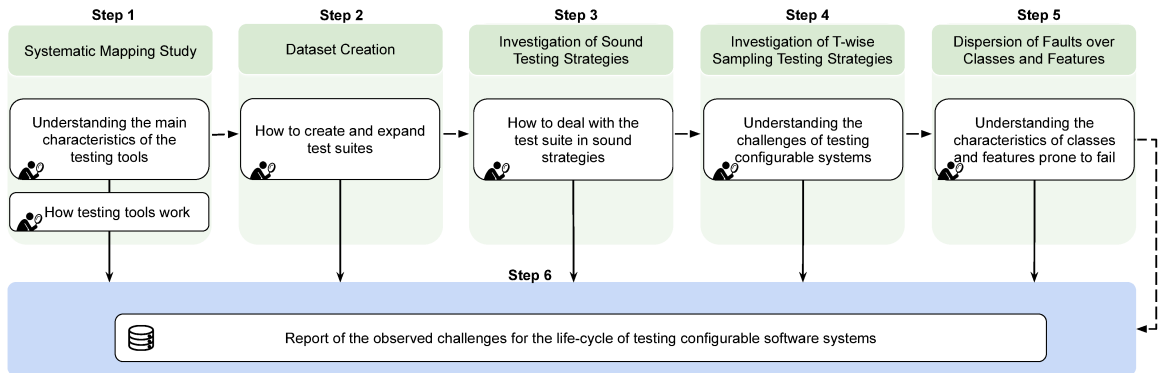 Step 1
Systematic Mapping Study
Understanding the main
characteristics of the
testing tools
How testing tools work
Step 2
Dataset Creation
How to create and expand
test suites
Step 3
Investigation of Sound
Testing Strategies
How to deal with the
test suite in sound
strategies
Step 4
Investigation of T-wise
Sampling Testing Strategies
Understanding the
challenges of testing
configurable systems
Step 5
Dispersion of Faults over
Classes and Features
Understanding the
characteristics of classes
and features prone to fail
Step 6
Report of the observed challenges for the life-cycle of testing configurable software systems